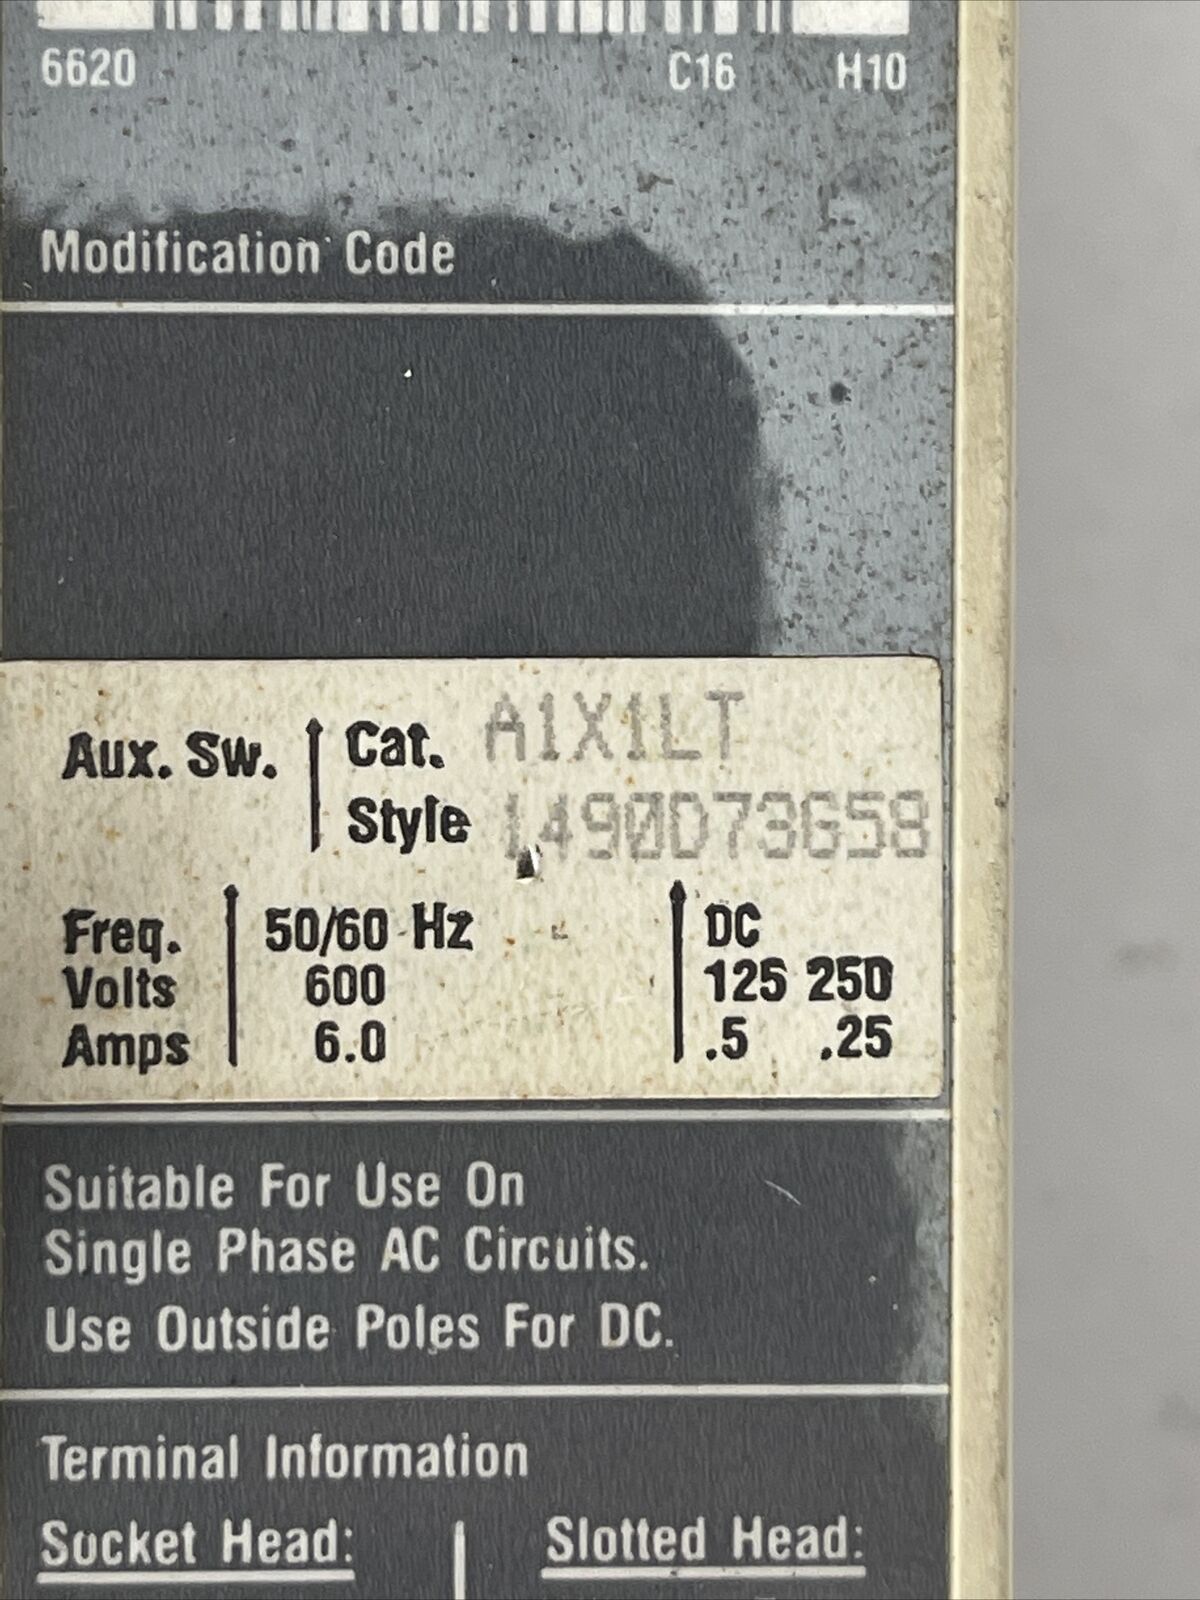 6620 C16 H10
Modification Code
Aux. Sw. Cat. A1X1LT
Style 1490D73G58
Freq. 50/60 Hz DC
Volts 600 125 250
Amps 6.0 .5 .25
Suitable For Use On
Single Phase AC Circuits.
Use Outside Poles For DC.
Terminal Information
Socket Head: Slotted Head: